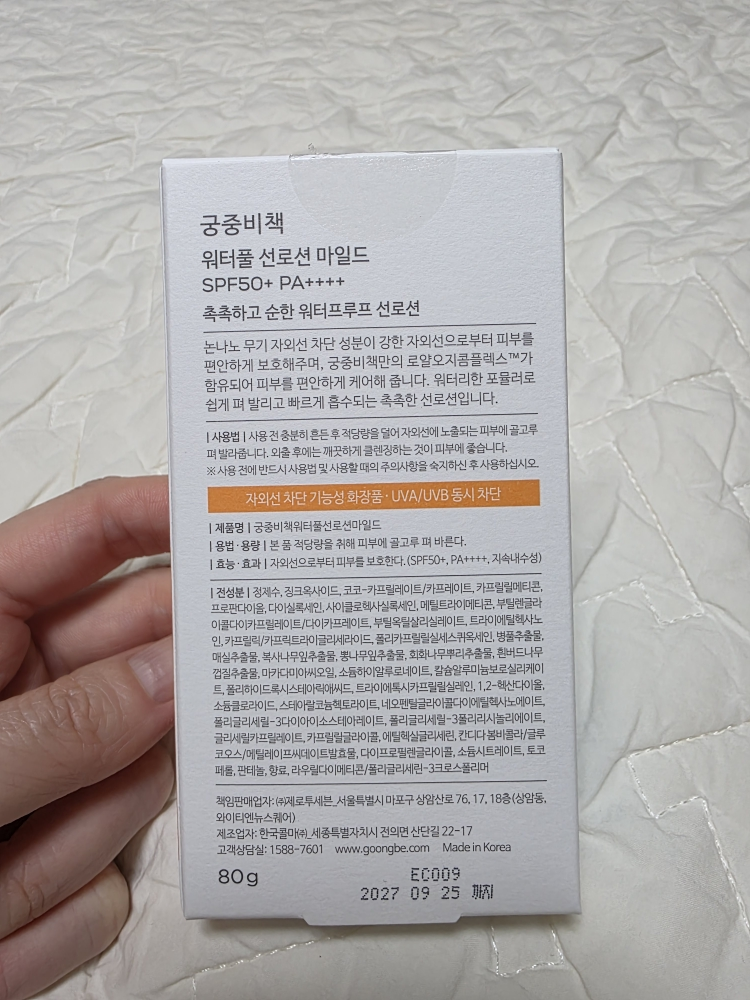 궁중비책
워터풀 선로션 마일드
SPF50+ PA++++
촉촉하고 순한 워터프루프 선로션
논나노 무기 자외선 차단 성분이 강한 자외선으로부터 피부를
편안하게 보호해주며, 궁중비책만의 로얄오지콤플렉스™가
함유되어 피부를 편안하게 케어해 줍니다. 워터리한 포뮬러로
쉽게 펴 발리고 빠르게 흡수되는 촉촉한 선로션입니다.
| 사용법 | 사용 전 충분히 흔든 후 적당량을 덜어 자외선에 노출되는 피부에 골고루
펴 발라줍니다. 외출 후에는 깨끗하게 클렌징하는 것이 피부에 좋습니다.
※ 사용 전에 반드시 사용법 및 사용할 때의 주의사항을 숙지하신 후 사용하십시오.
자외선 차단 기능성 화장품 · UVA/UVB 동시 차단
| 제품명 | 궁중비책워터풀선로션마일드
| 용법 · 용량 | 본 품 적당량을 취해 피부에 골고루 펴 바른다.
| 효능 · 효과 | 자외선으로부터 피부를 보호한다. (SPF50+, PA++++, 지속내수성)
| 전성분 | 정제수, 징크옥사이드, 코코-카프릴레이트/카프레이트, 카프릴릴메티콘,
프로판다이올, 다이실록세인, 사이클로헥사실록세인, 메틸트라이메티콘, 부틸렌글라
이콜다이카프릴레이트/다이카프레이트, 부틸옥틸살리실레이트, 트라이에틸헥사노
인, 카프릴릭/카프릭트라이글리세라이드, 폴리카프릴릴실세스퀴옥세인, 병풀추출물,
매실추출물, 복사나무잎추출물, 뽕나무잎추출물, 회화나무뿌리추출물, 흰버드나무
껍질추출물, 마카다미아씨오일, 소듐하이알루로네이트, 칼슘알루미늄보로실리케이
트, 폴리하이드록시스테아릭애씨드, 트라이에톡시카프릴릴실레인, 1,2-헥산다이올,
소듐클로라이드, 스테아랄코늄헥토라이트, 네오펜틸글라이콜다이에틸헥사노에이트,
폴리글리세릴-3다이아이소스테아레이트, 폴리글리세릴-3폴리리시놀리에이트,
글리세릴카프릴레이트, 카프릴릴글라이콜, 에틸헥실글리세린, 칸디다봄비콜라/글루
코오스/메틸레이프씨데이트발효물, 다이프로필렌글라이콜, 소듐시트레이트, 토코
페롤, 판테놀, 향료, 라우릴다이메티콘/폴리글리세린-3크로스폴리머
책임판매업자: ㈜제로투세븐_서울특별시 마포구 상암산로 76, 17, 18층(상암동,
와이티엔뉴스퀘어)
제조업자: 한국콜마㈜_세종특별자치시 전의면 산단길 22-17
고객상담실: 1588-7601 www.goongbe.com Made in Korea
80g
EC009
2027 09 25 까지